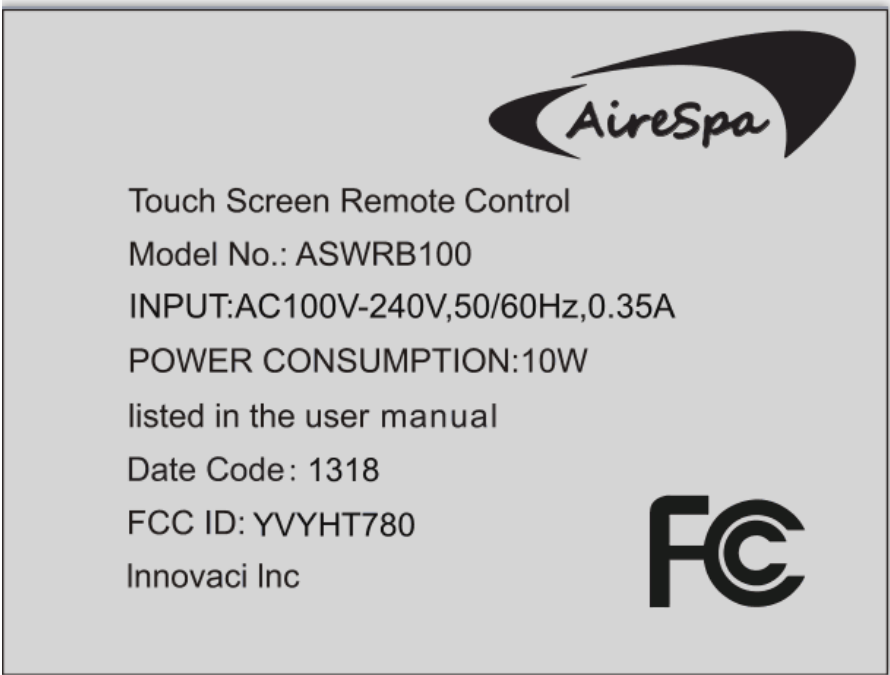 AireSpa
Touch Screen Remote Control
Model No.: ASWRB100
INPUT:AC100V-240V,50/60Hz,0.35A
POWER CONSUMPTION:10W
listed in the user manual
Date Code: 1318
FCC ID: YVYHT780
Innovaci Inc
FC